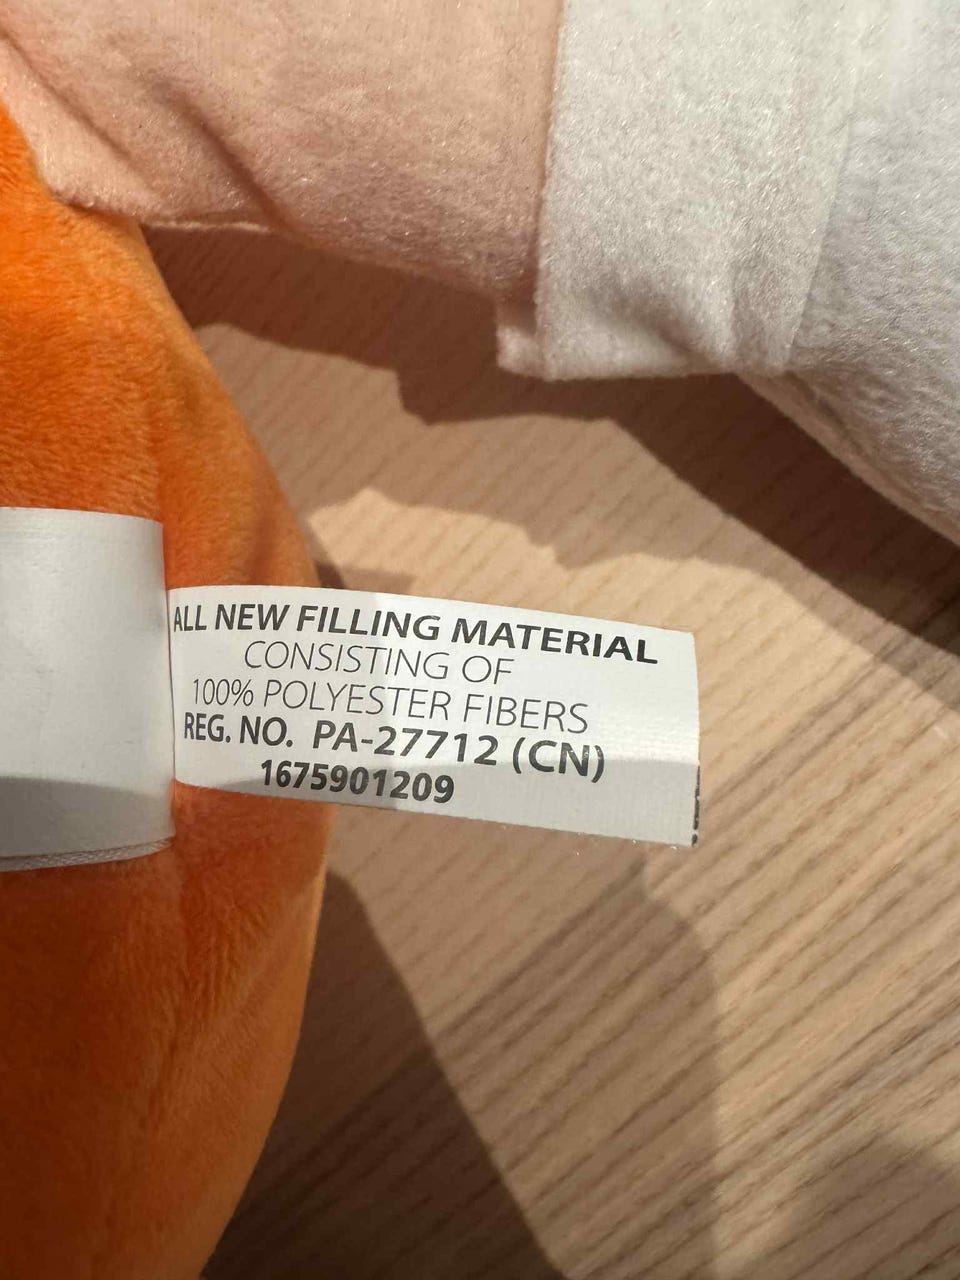 ALL NEW FILLING MATERIAL
CONSISTING OF
100% POLYESTER FIBERS
REG. NO. PA-27712 (CN)
1675901209